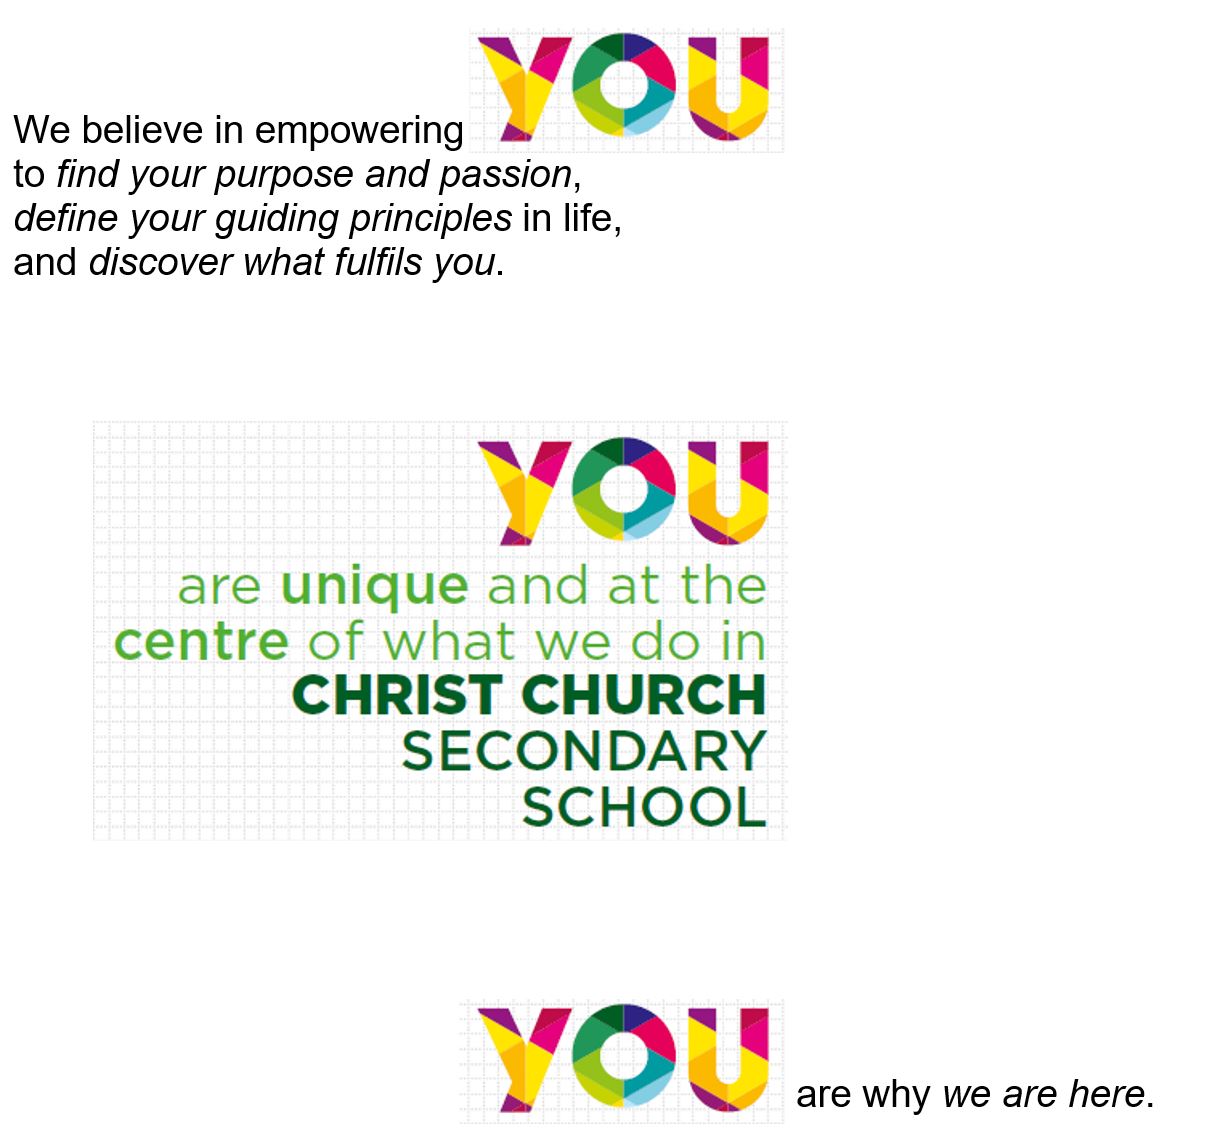 We believe in empowering YOU
to find your purpose and passion,
define your guiding principles in life,
and discover what fulfils you.
YOU
are unique and at the
centre of what we do in
CHRIST CHURCH
SECONDARY
SCHOOL
YOU are why we are here.